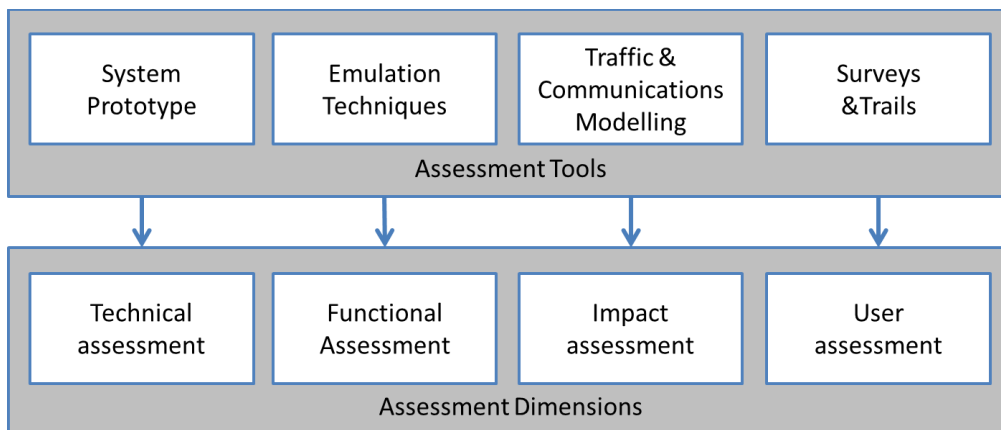 System
Prototype
Emulation
Techniques
Traffic &
Communications
Modelling
Surveys
&Trails
Assessment Tools
Technical
assessment
Functional
Assessment
Impact
assessment
User
assessment
Assessment Dimensions